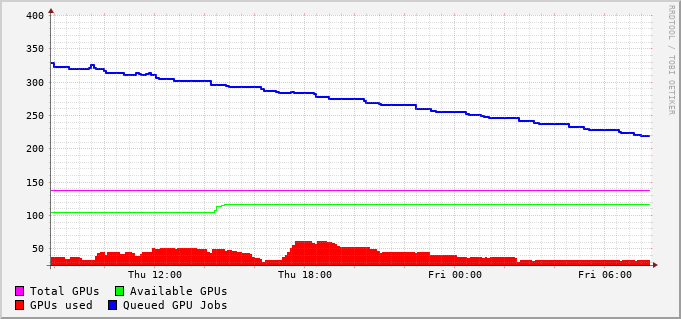 400
350
300
250
200
150
100
50
Thu 12:00 Thu 18:00 Fri 00:00 Fri 06:00
Total GPUs Available GPUs
GPUs used Queued GPU Jobs
RRDTOOL / TOBI OETIKER